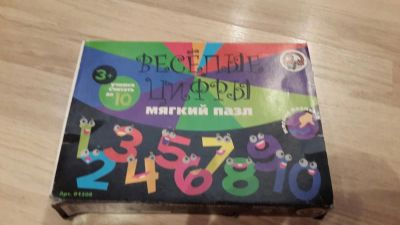 ВЕСЁЛЫЕ
ЦИФРЫ
МЯГКИЙ ПАЗЛ
3+
учимся
считать до
10
1 2 3 4 5 6 7 8 9 10